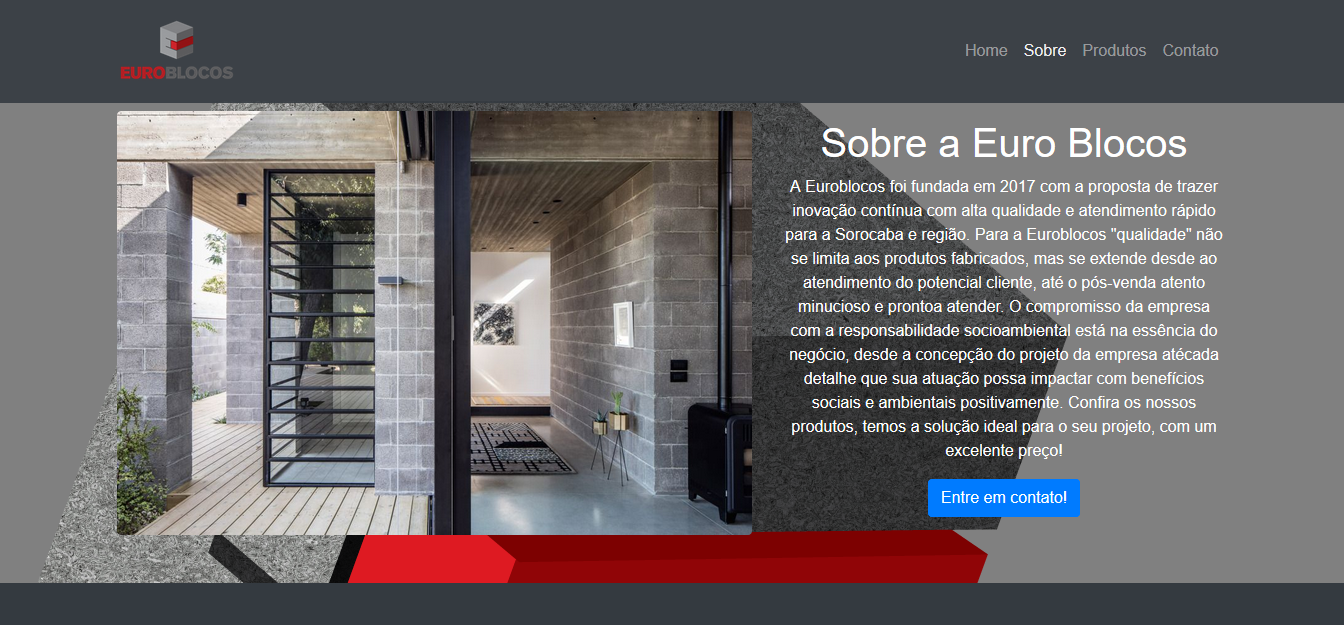 EUROBLOCOS
Home Sobre Produtos Contato
Sobre a Euro Blocos
A Euroblocos foi fundada em 2017 com a proposta de trazer
inovação contínua com alta qualidade e atendimento rápido
para a Sorocaba e região. Para a Euroblocos "qualidade" não
se limita aos produtos fabricados, mas se extende desde ao
atendimento do potencial cliente, até o pós-venda atento
minucioso e prontoa atender. O compromisso da empresa
com a responsabilidade socioambiental está na essência do
negócio, desde a concepção do projeto da empresa atécada
detalhe que sua atuação possa impactar com benefícios
sociais e ambientais positivamente. Confira os nossos
produtos, temos a solução ideal para o seu projeto, com um
excelente preço!
Entre em contato!